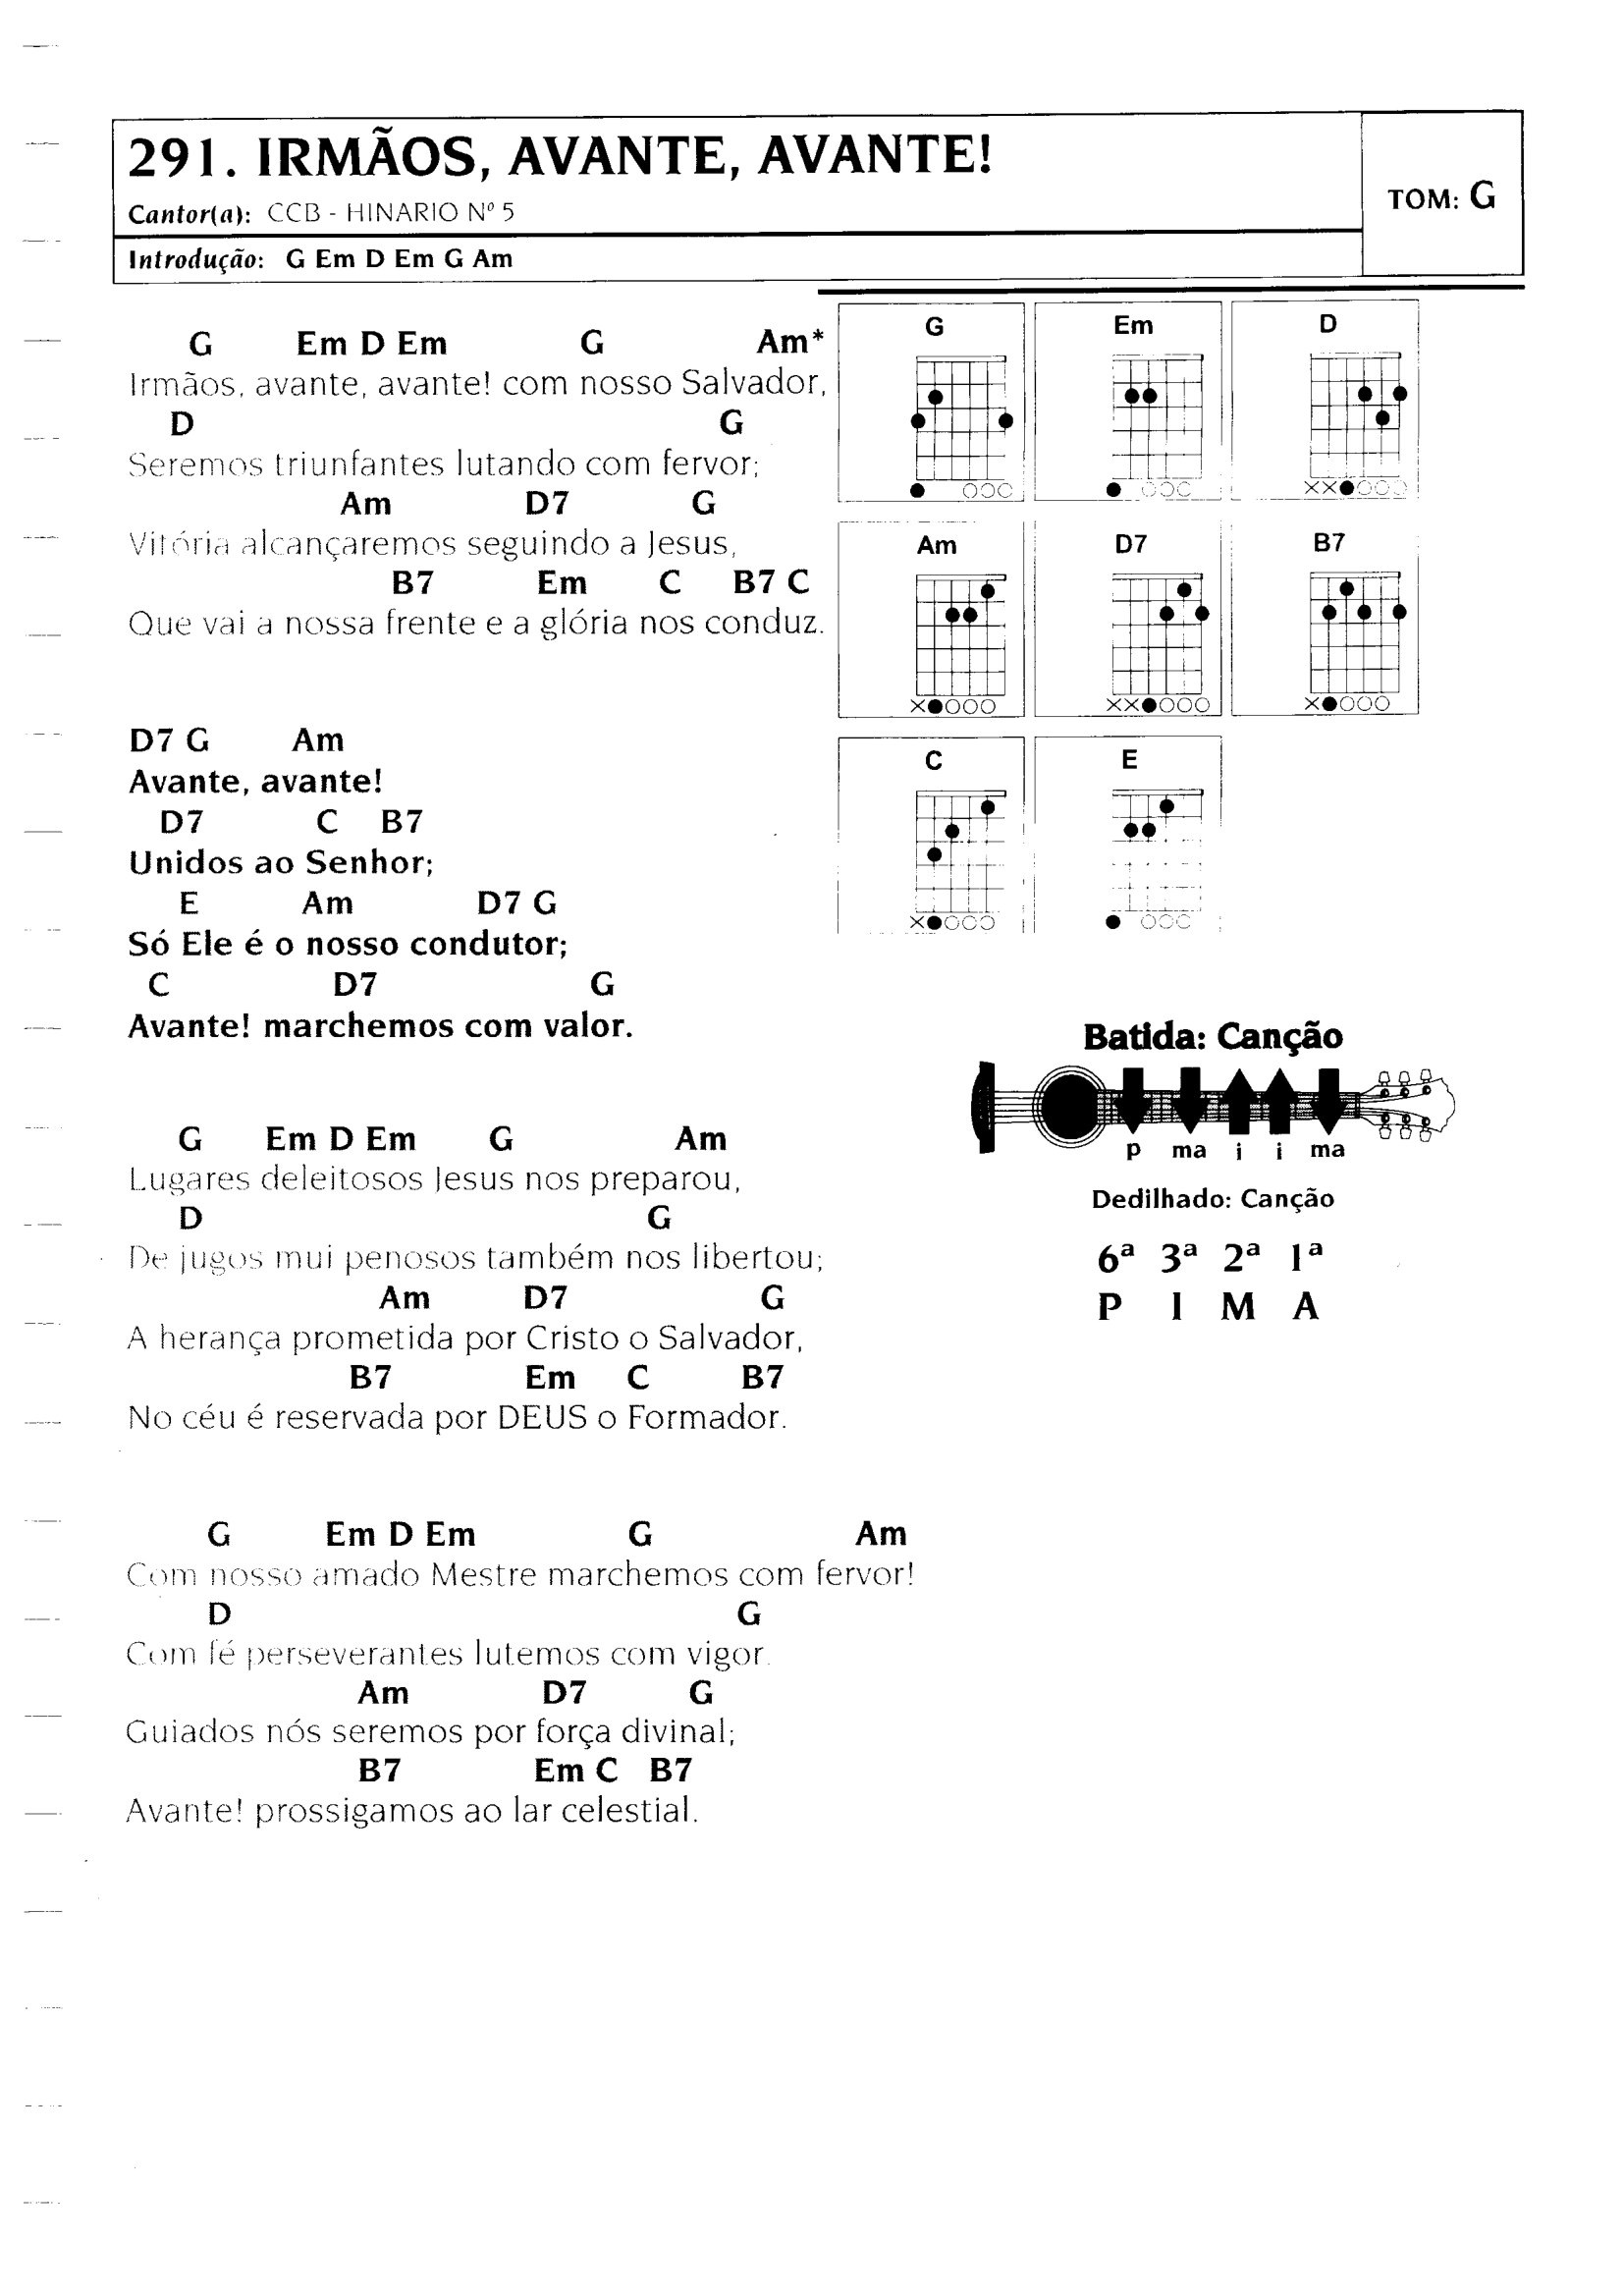 291. IRMÃOS, AVANTE, AVANTE!
Cantor(a): CCB - HINARIO Nº 5
TOM: G
Introdução: G Em D Em G Am
G Em D Em G Am*
Irmãos, avante, avante! com nosso Salvador,
D G
Seremos triunfantes lutando com fervor;
Am D7 G
Vitória alcançaremos seguindo a Jesus,
B7 Em C B7 C
Que vai a nossa frente e a glória nos conduz.
D7 G Am
Avante, avante!
D7 C B7
Unidos ao Senhor;
E Am D7 G
Só Ele é o nosso condutor;
C D7 G
Avante! marchemos com valor.
G Em D Em G Am
Lugares deleitosos Jesus nos preparou,
D G
De jugos mui penosos também nos libertou;
Am D7 G
A herança prometida por Cristo o Salvador,
B7 Em C B7
No céu é reservada por DEUS o Formador.
G Em D Em G Am
Com nosso amado Mestre marchemos com fervor!
D G
Com fé perseverantes lutemos com vigor.
Am D7 G
Guiados nós seremos por força divinal;
B7 Em C B7
Avante! prossigamos ao lar celestial.
G Em D
Am D7 B7
C E
Batida: Canção
p ma i i ma
Dedilhado: Canção
6ª 3ª 2ª 1ª
P I M A